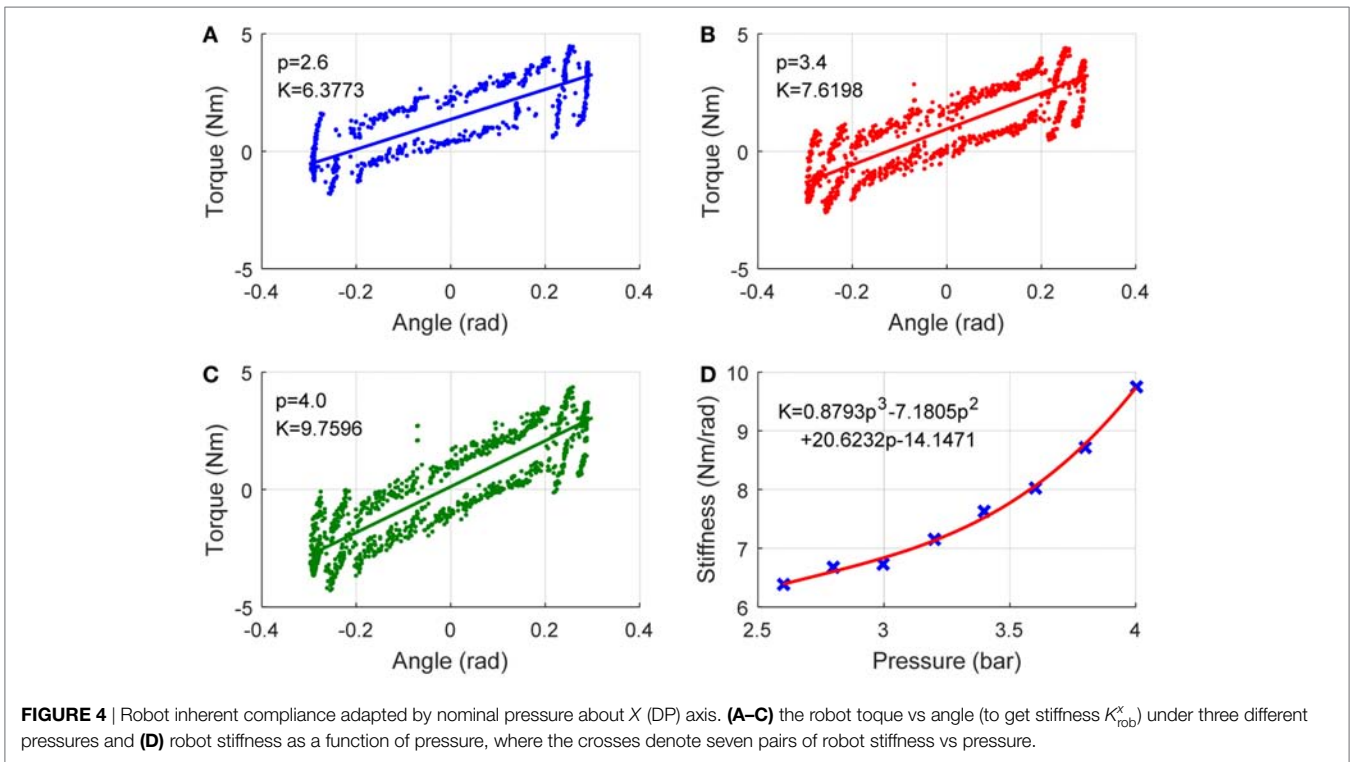 A
p=2.6
K=6.3773
5
0
-5
Torque (Nm)
-0.4 -0.2 0 0.2 0.4
Angle (rad)
B
p=3.4
K=7.6198
5
0
-5
Torque (Nm)
-0.4 -0.2 0 0.2 0.4
Angle (rad)
C
p=4.0
K=9.7596
5
0
-5
Torque (Nm)
-0.4 -0.2 0 0.2 0.4
Angle (rad)
D
K=0.8793p^3-7.1805p^2
+20.6232p-14.1471
10
9
8
7
6
Stiffness (Nm/rad)
2.5 3 3.5 4
Pressure (bar)
FIGURE 4 | Robot inherent compliance adapted by nominal pressure about X (DP) axis. (A–C) the robot toque vs angle (to get stiffness K^x_rob) under three different
pressures and (D) robot stiffness as a function of pressure, where the crosses denote seven pairs of robot stiffness vs pressure.